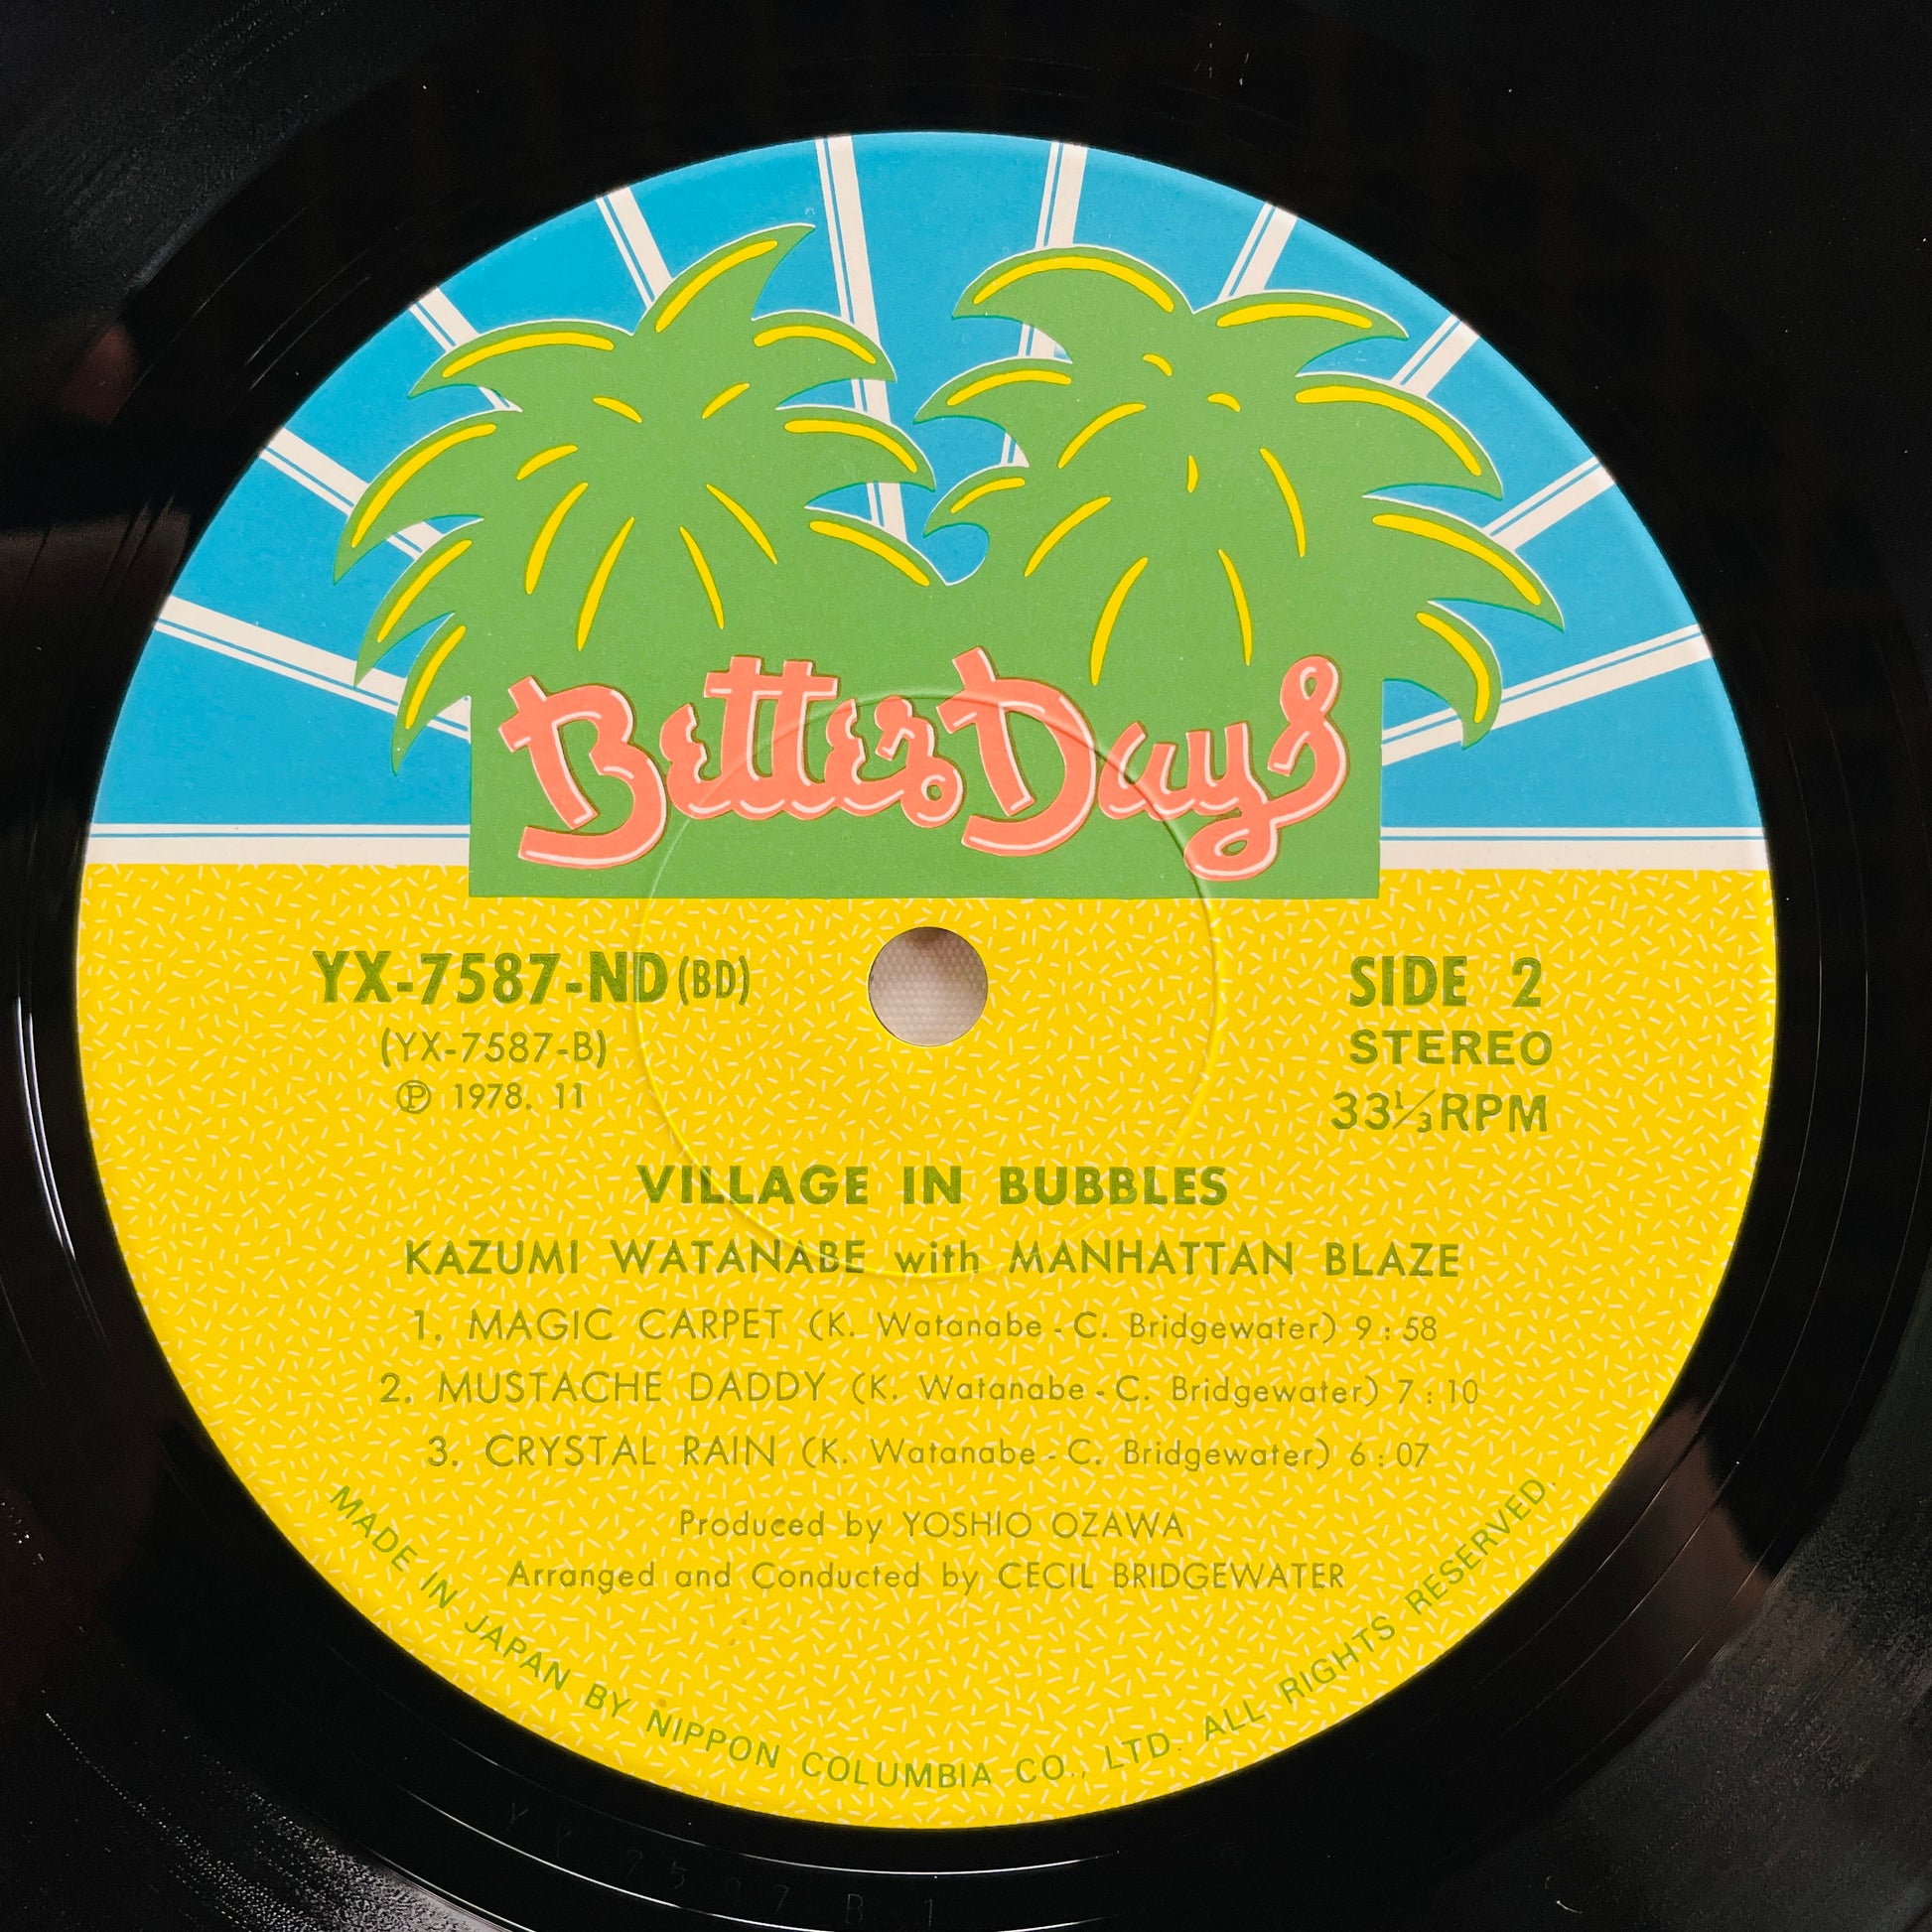 Better Days
YX-7587-ND(BD)
(YX-7587-B)
Ⓟ 1978. 11
SIDE 2
STEREO
33⅓RPM
VILLAGE IN BUBBLES
KAZUMI WATANABE with MANHATTAN BLAZE
1. MAGIC CARPET (K. Watanabe - C. Bridgewater) 9:58
2. MUSTACHE DADDY (K. Watanabe - C. Bridgewater) 7:10
3. CRYSTAL RAIN (K. Watanabe - C. Bridgewater) 6:07
Produced by YOSHIO OZAWA
Arranged and Conducted by CECIL BRIDGEWATER
MADE IN JAPAN BY NIPPON COLUMBIA CO., LTD. ALL RIGHTS RESERVED.